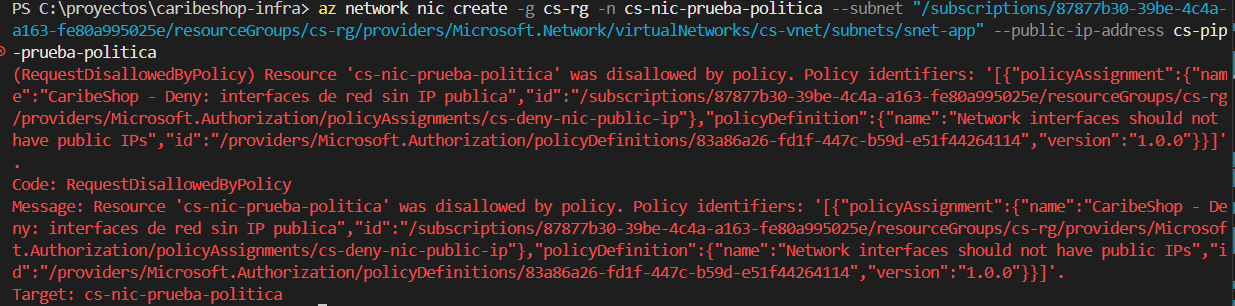 PS C:\proyectos\caribeshop-infra> az network nic create -g cs-rg -n cs-nic-prueba-politica --subnet "/subscriptions/87877b30-39be-4c4a-
a163-fe80a995025e/resourceGroups/cs-rg/providers/Microsoft.Network/virtualNetworks/cs-vnet/subnets/snet-app" --public-ip-address cs-pip
-prueba-politica
(RequestDisallowedByPolicy) Resource 'cs-nic-prueba-politica' was disallowed by policy. Policy identifiers: '[{"policyAssignment":{"nam
e":"CaribeShop - Deny: interfaces de red sin IP publica","id":"/subscriptions/87877b30-39be-4c4a-a163-fe80a995025e/resourceGroups/cs-rg
/providers/Microsoft.Authorization/policyAssignments/cs-deny-nic-public-ip"},"policyDefinition":{"name":"Network interfaces should not
have public IPs","id":"/providers/Microsoft.Authorization/policyDefinitions/83a86a26-fd1f-447c-b59d-e51f44264114","version":"1.0.0"}}]'
.
Code: RequestDisallowedByPolicy
Message: Resource 'cs-nic-prueba-politica' was disallowed by policy. Policy identifiers: '[{"policyAssignment":{"name":"CaribeShop - De
ny: interfaces de red sin IP publica","id":"/subscriptions/87877b30-39be-4c4a-a163-fe80a995025e/resourceGroups/cs-rg/providers/Microsof
t.Authorization/policyAssignments/cs-deny-nic-public-ip"},"policyDefinition":{"name":"Network interfaces should not have public IPs","i
d":"/providers/Microsoft.Authorization/policyDefinitions/83a86a26-fd1f-447c-b59d-e51f44264114","version":"1.0.0"}}]'.
Target: cs-nic-prueba-politica